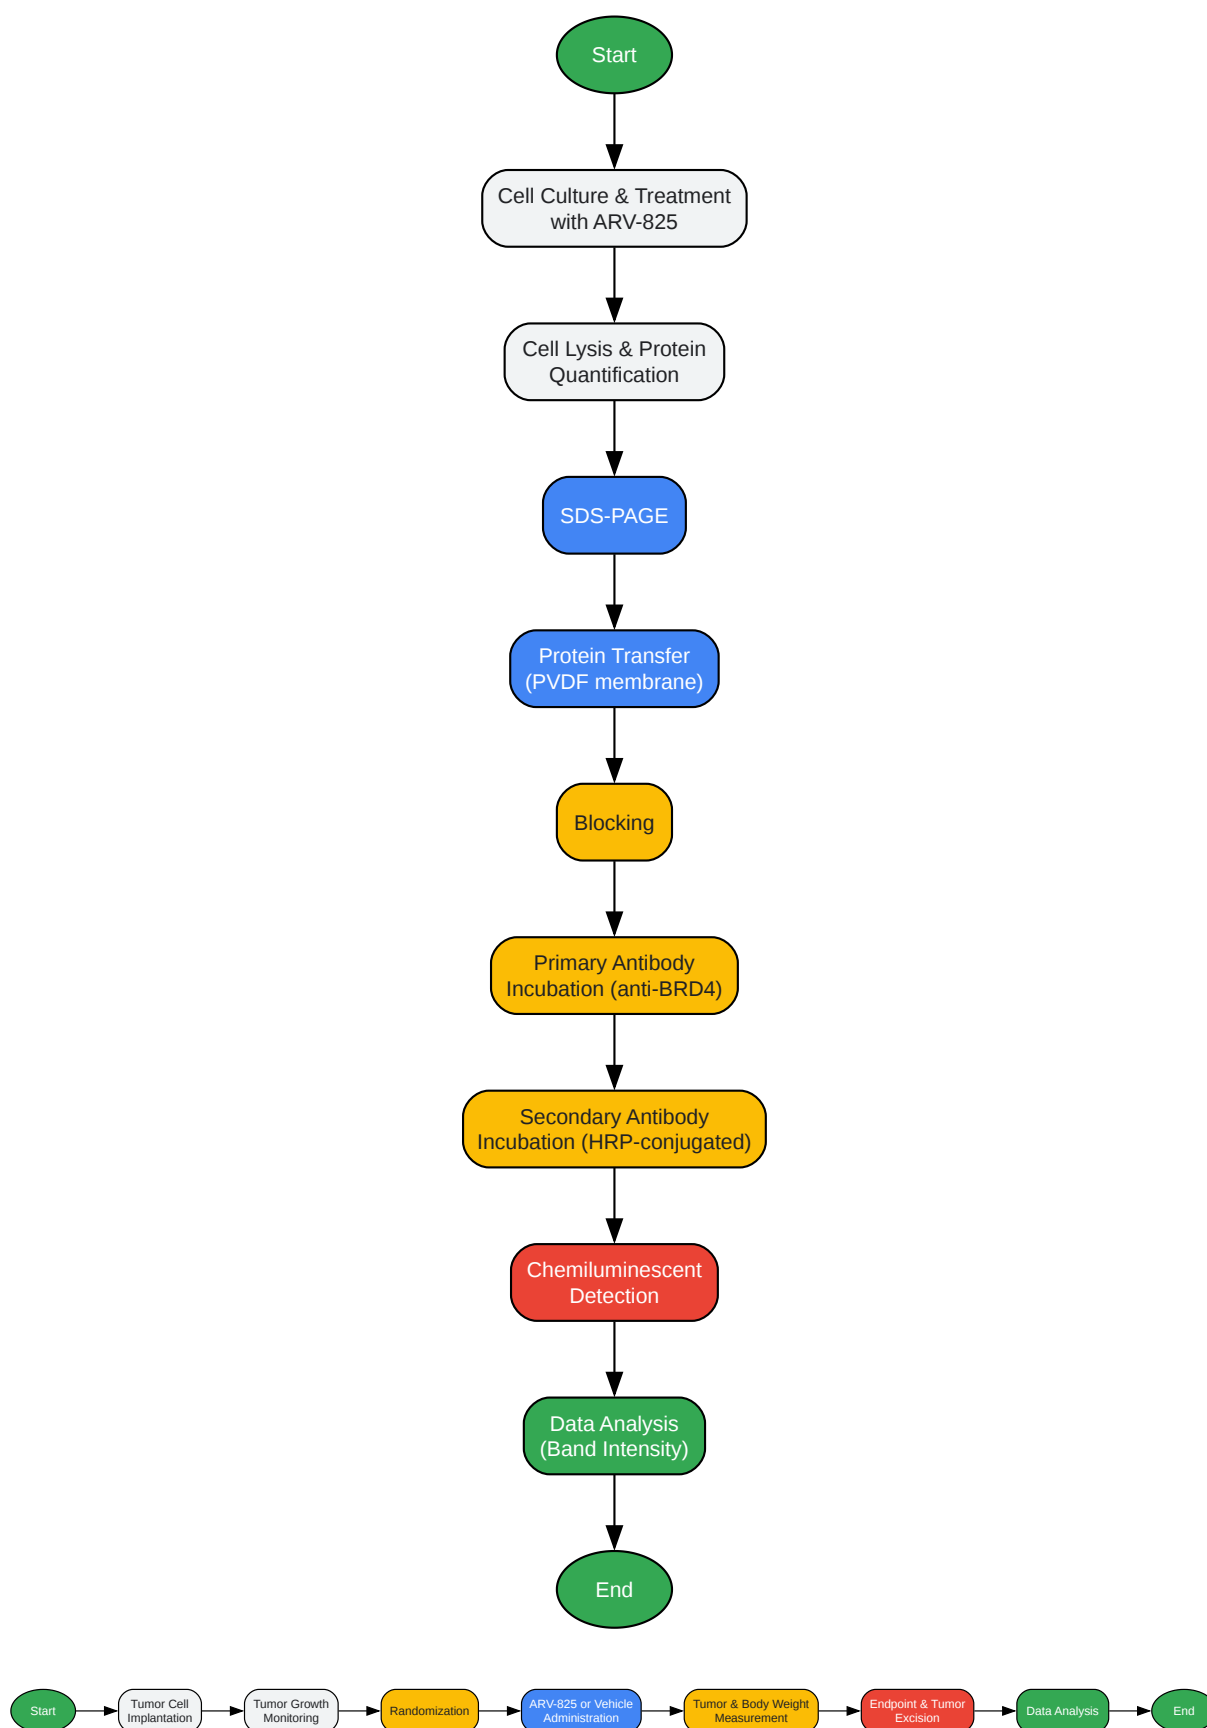 Start
Cell Culture & Treatment
with ARV-825
Cell Lysis & Protein
Quantification
SDS-PAGE
Protein Transfer
(PVDF membrane)
Blocking
Primary Antibody
Incubation (anti-BRD4)
Secondary Antibody
Incubation (HRP-conjugated)
Chemiluminescent
Detection
Data Analysis
(Band Intensity)
End
Start
Tumor Cell
Implantation
Tumor Growth
Monitoring
Randomization
ARV-825 or Vehicle
Administration
Tumor & Body Weight
Measurement
Endpoint & Tumor
Excision
Data Analysis
End